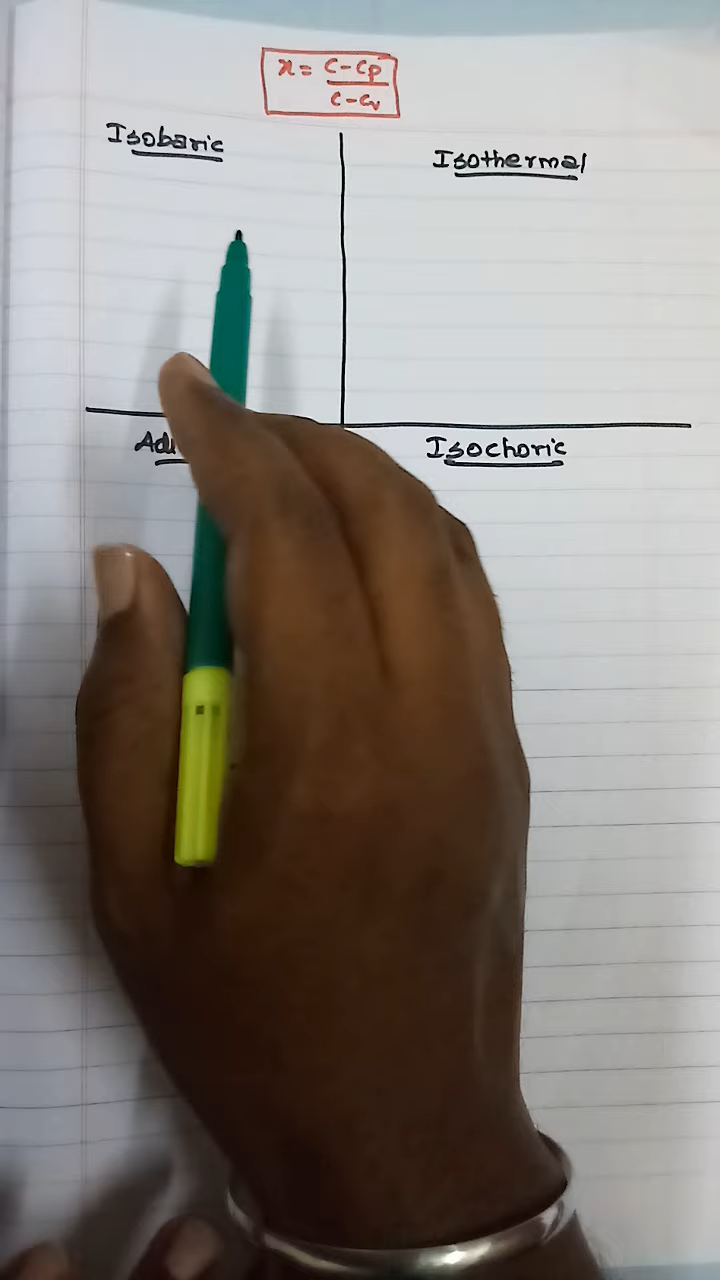 x = C - Cp
C - Cv
Isobaric
Isothermal
Isochoric